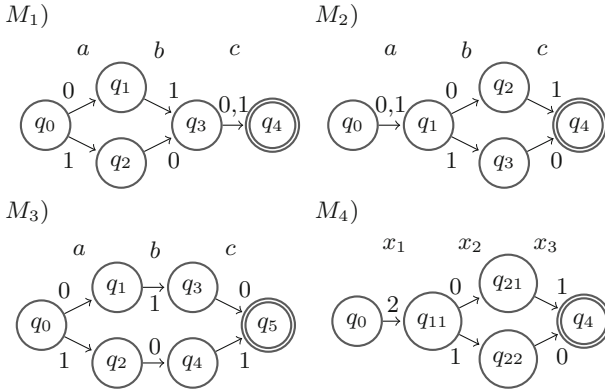 M₁) M₂)
a b c a b c
0 q₁ 1 0 q₂ 1
q₀ q₃ 0,1 q₄ q₀ 0,1 q₁ q₄
1 q₂ 0 1 q₃ 0
M₃) M₄)
a b c x₁ x₂ x₃
0 q₁ 1 q₃ 0 0 q₂₁ 1
q₀ q₅ q₀ 2 q₁₁ q₄
1 q₂ 0 q₄ 1 1 q₂₂ 0